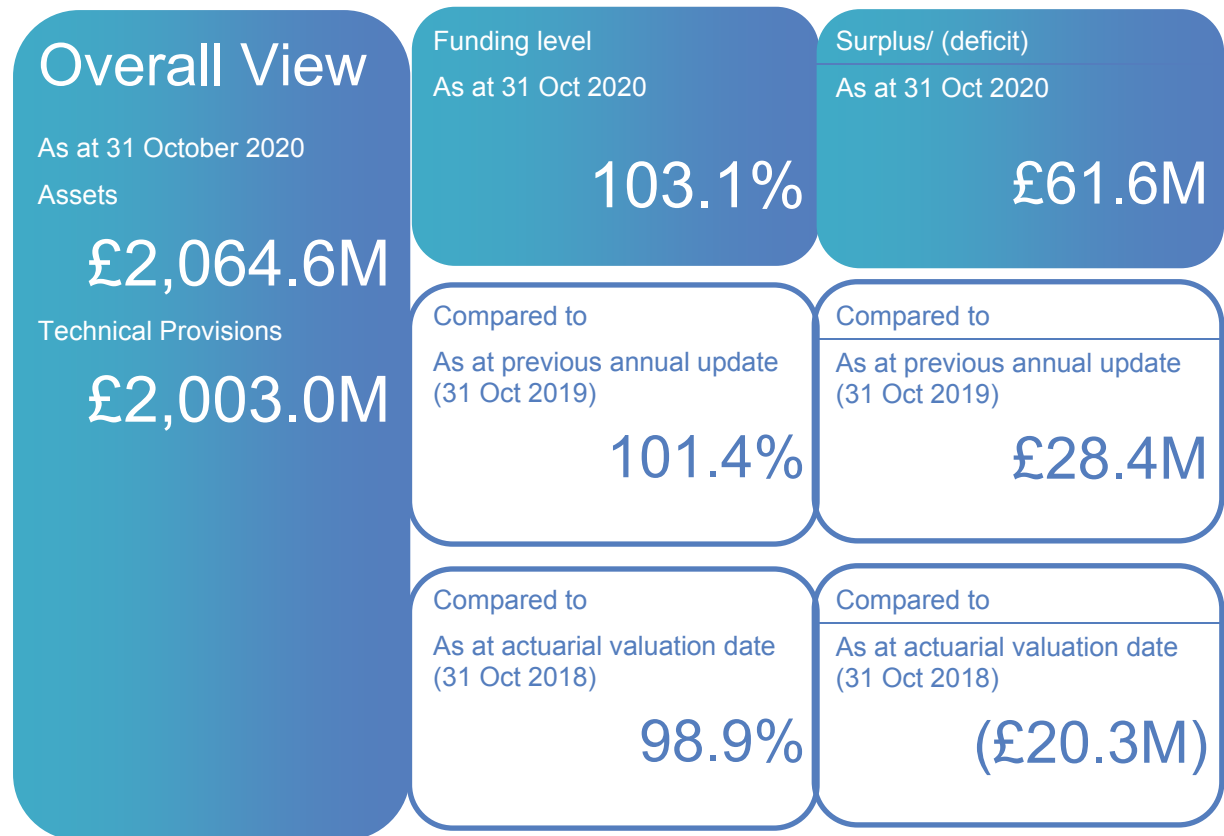 Overall View
As at 31 October 2020
Assets
£2,064.6M
Technical Provisions
£2,003.0M
Funding level
As at 31 Oct 2020
103.1%
Surplus/ (deficit)
As at 31 Oct 2020
£61.6M
Compared to
As at previous annual update
(31 Oct 2019)
101.4%
Compared to
As at previous annual update
(31 Oct 2019)
£28.4M
Compared to
As at actuarial valuation date
(31 Oct 2018)
98.9%
Compared to
As at actuarial valuation date
(31 Oct 2018)
(£20.3M)